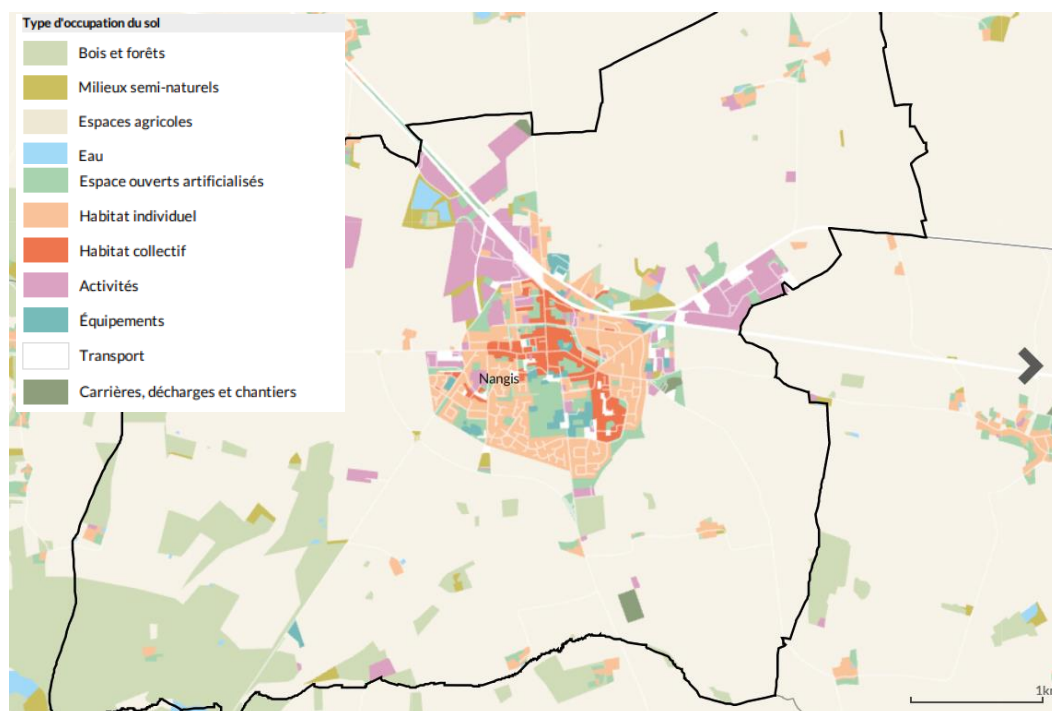 Type d'occupation du sol
Bois et forêts
Milieux semi-naturels
Espaces agricoles
Eau
Espace ouverts artificialisés
Habitat individuel
Habitat collectif
Activités
Équipements
Transport
Carrières, décharges et chantiers
Nangis
1km